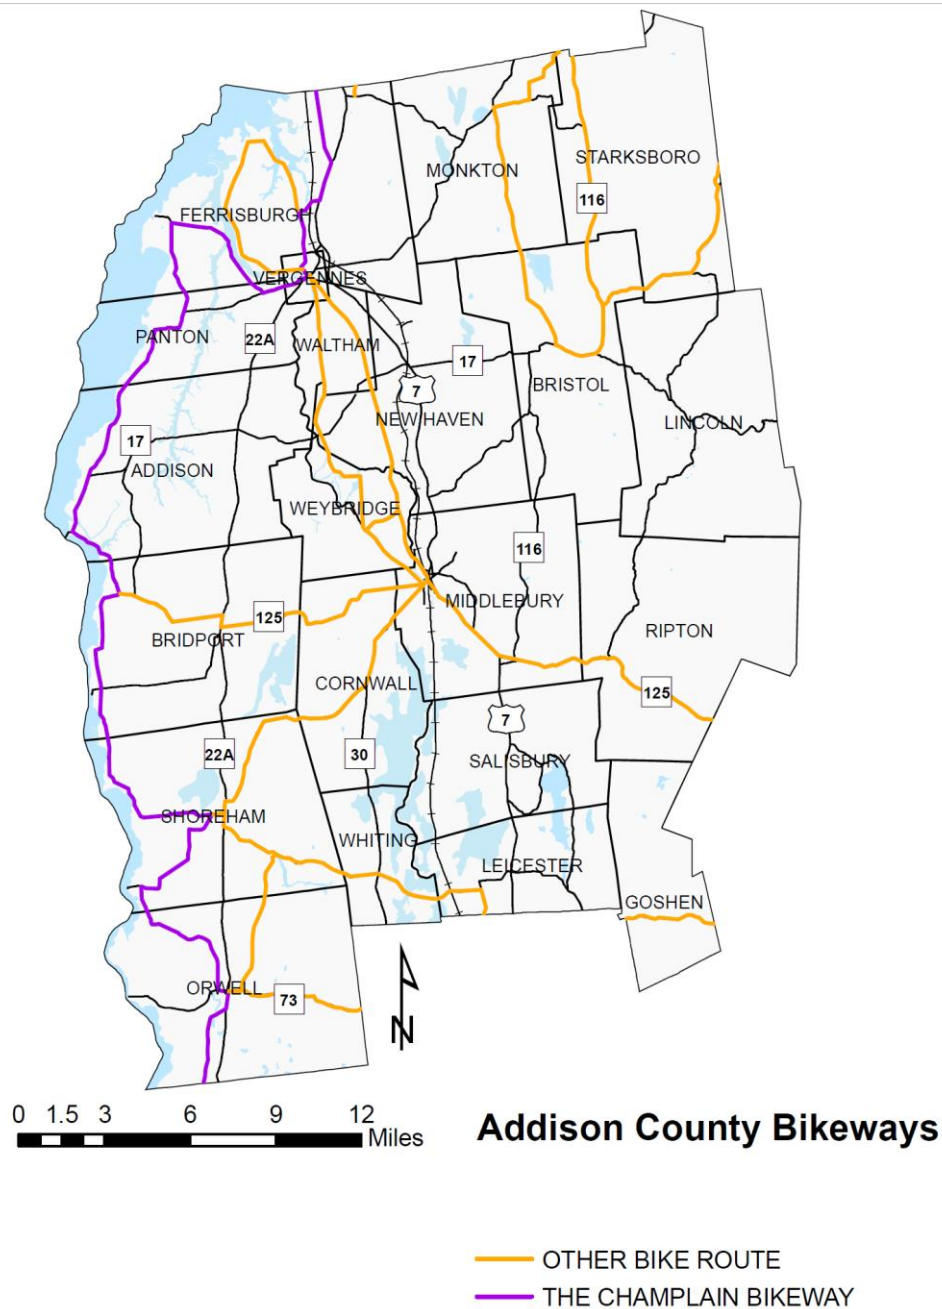 MONKTON
STARKSBORO
116
FERRISBURGH
VERGENNES
PANTON
22A
WALTHAM
17
7
BRISTOL
NEW HAVEN
LINCOLN
17
ADDISON
WEYBRIDGE
116
MIDDLEBURY
125
BRIDPORT
RIPTON
CORNWALL
125
7
22A
30
SALISBURY
SHOREHAM
WHITING
LEICESTER
GOSHEN
ORWELL
73
N
0 1.5 3 6 9 12
Miles
Addison County Bikeways
OTHER BIKE ROUTE
THE CHAMPLAIN BIKEWAY